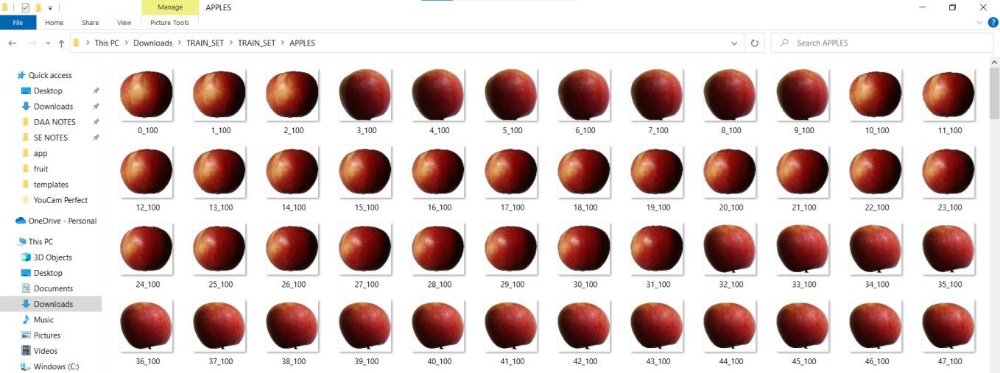 Manage APPLES
File Home Share View Picture Tools
This PC Downloads TRAIN_SET TRAIN_SET APPLES Search APPLES
Quick access
Desktop
Downloads
DAA NOTES
SE NOTES
app
fruit
templates
YouCam Perfect
OneDrive - Personal
This PC
3D Objects
Desktop
Documents
Downloads
Music
Pictures
Videos
Windows (C:)
0_100 1_100 2_100 3_100 4_100 5_100 6_100 7_100 8_100 9_100 10_100 11_100
12_100 13_100 14_100 15_100 16_100 17_100 18_100 19_100 20_100 21_100 22_100 23_100
24_100 25_100 26_100 27_100 28_100 29_100 30_100 31_100 32_100 33_100 34_100 35_100
36_100 37_100 38_100 39_100 40_100 41_100 42_100 43_100 44_100 45_100 46_100 47_100